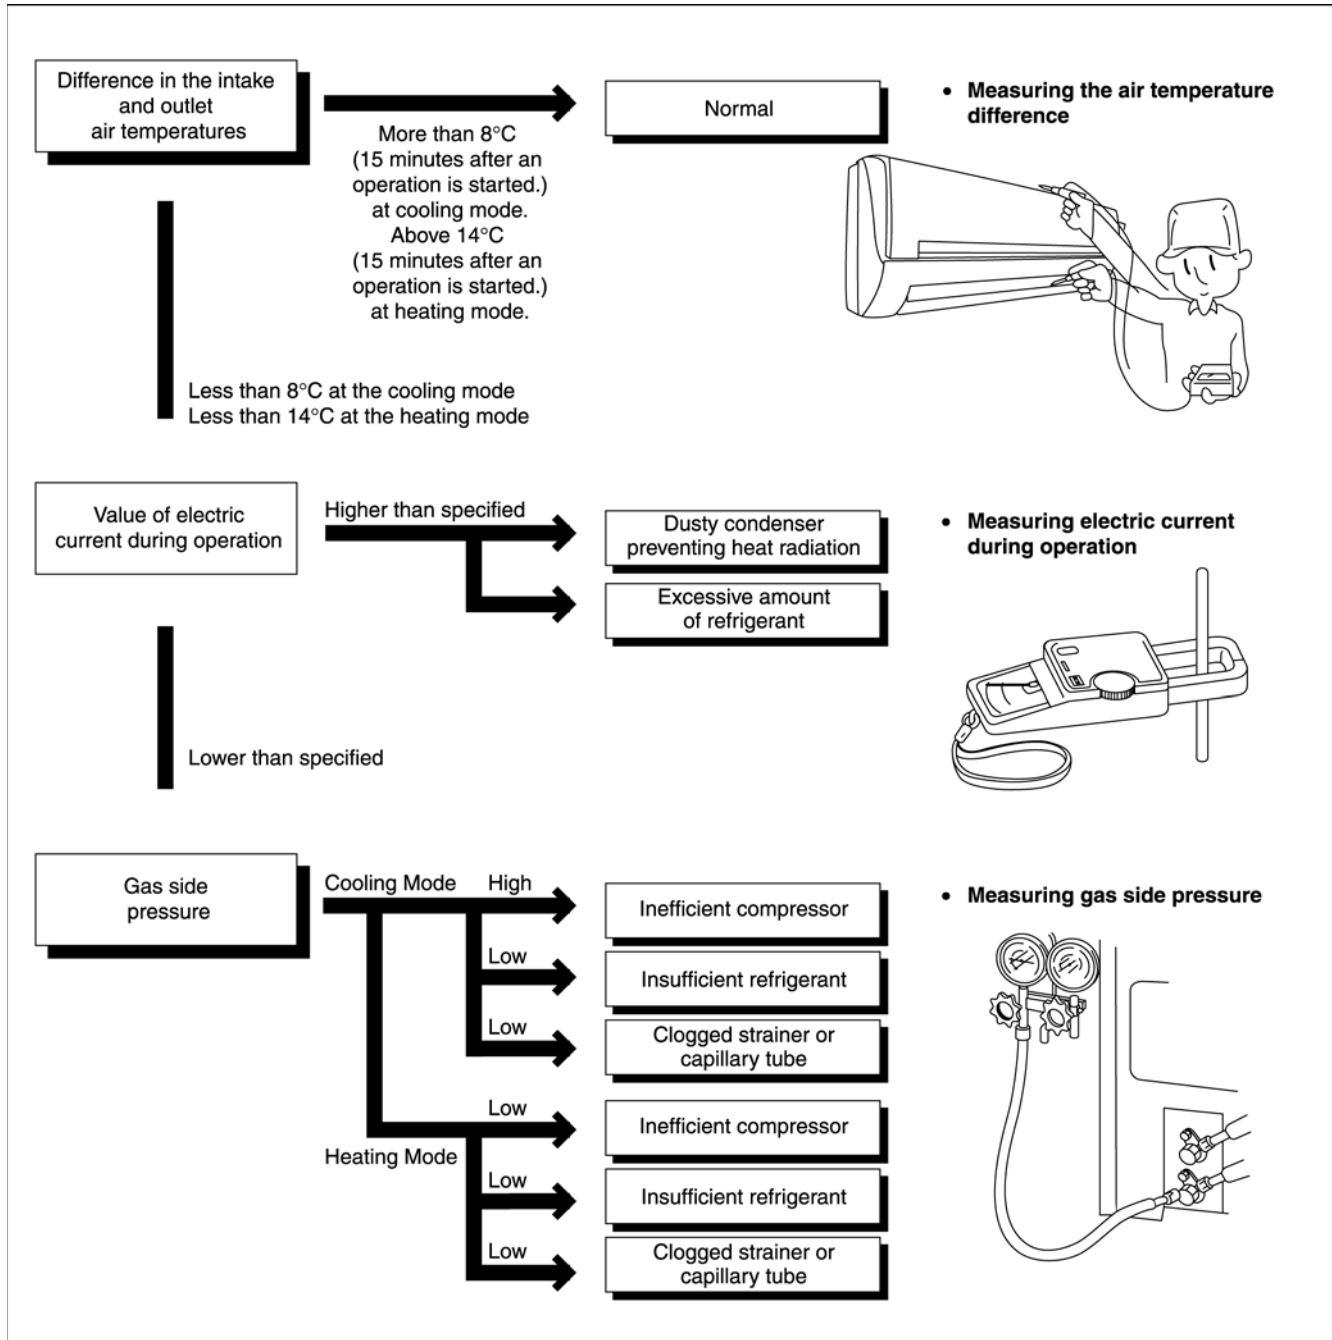 Difference in the intake
and outlet
air temperatures
More than 8°C
(15 minutes after an
operation is started.)
at cooling mode.
Above 14°C
(15 minutes after an
operation is started.)
at heating mode.
Normal
• Measuring the air temperature
difference
Less than 8°C at the cooling mode
Less than 14°C at the heating mode
Value of electric
current during operation
Higher than specified
Dusty condenser
preventing heat radiation
Excessive amount
of refrigerant
• Measuring electric current
during operation
Lower than specified
Gas side
pressure
Cooling Mode
High
Inefficient compressor
Low
Insufficient refrigerant
Low
Clogged strainer or
capillary tube
Heating Mode
Low
Inefficient compressor
Low
Insufficient refrigerant
Low
Clogged strainer or
capillary tube
• Measuring gas side pressure